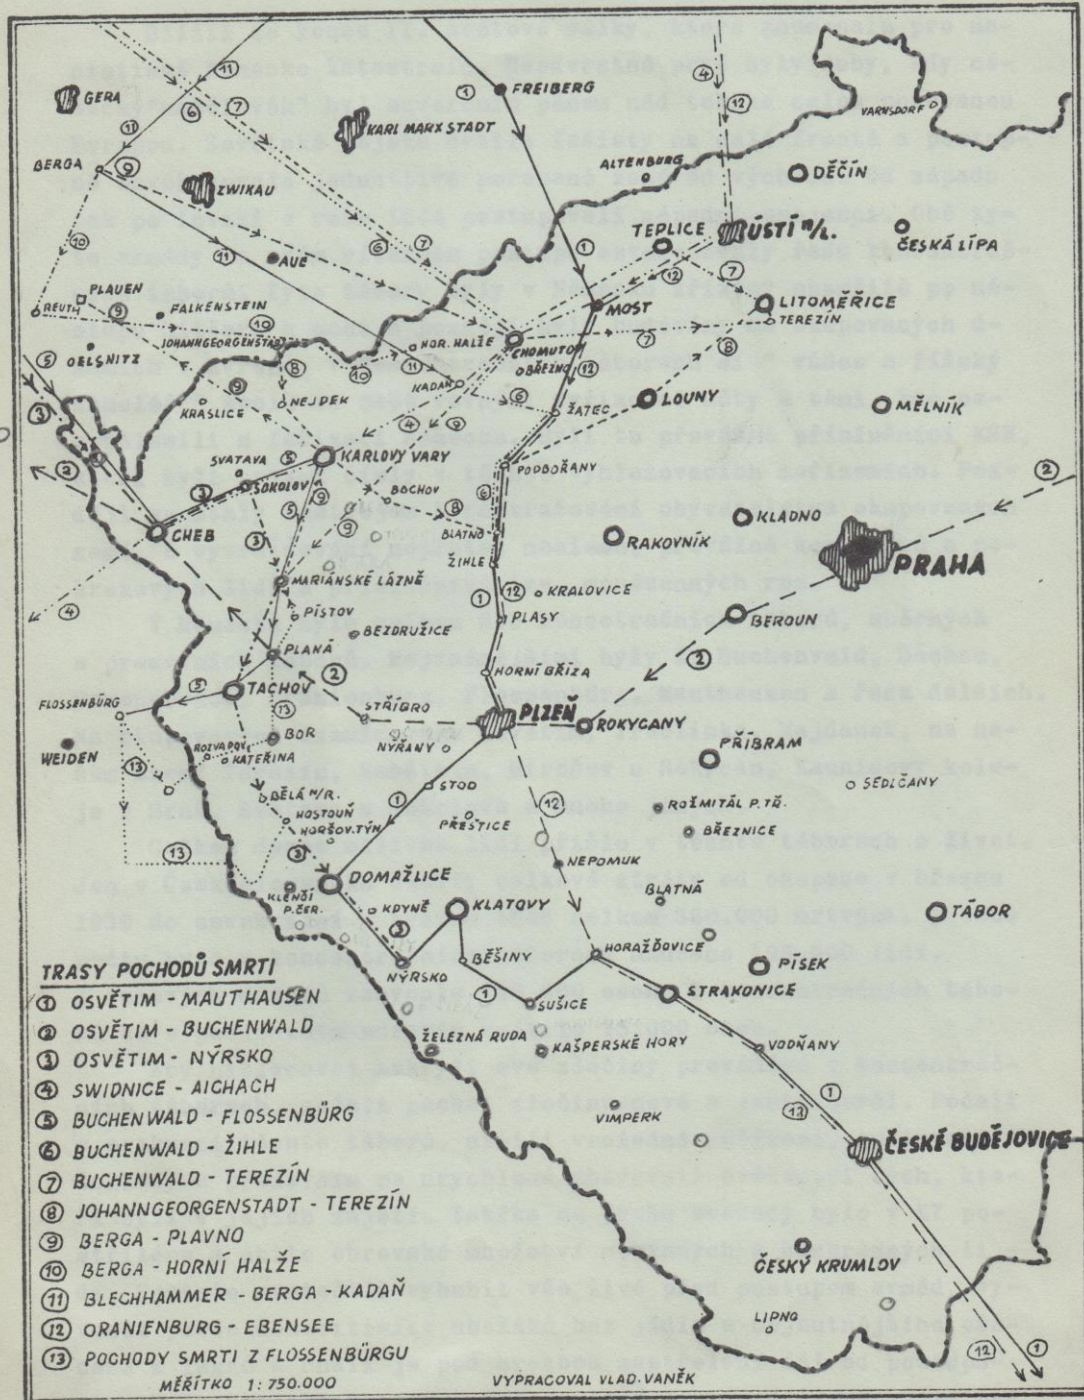 GERA
KARL MARX STADT
FREIBERG
VARNSDORF
BERGA
ZWIKAU
ALTENBURG
DĚČÍN
TEPLICE
ÚSTÍ N/L.
ČESKÁ LÍPA
AUE
PLAUEN
REUTH
FALKENSTEIN
JOHANNGEORGENSTADT
HOR. HALŽE
CHOMUTOV
MOST
LITOMĚŘICE
TEREZÍN
OELSNITZ
BŘEZNO
KADAŇ
KRASLICE
NEJDEK
ŽATEC
LOUNY
MĚLNÍK
SVATAVA
SOKOLOV
KARLOVY VARY
PODBOŘANY
BOCHOV
CHEB
BLATNO
ŽIHLE
RAKOVNÍK
KLADNO
PRAHA
MARIÁNSKÉ LÁZNĚ
KRALOVICE
PÍSTOV
PLASY
BEROUN
BEZDRUŽICE
PLANÁ
HORNÍ BŘÍZA
TACHOV
FLOSSENBÜRG
STŘÍBRO
PLZEŇ
ROKYCANY
WEIDEN
BOR
ROZVADOV
KATEŘINA
NÝŘANY
PŘÍBRAM
SEDLČANY
BĚLÁ N/R.
STOD
HOSTOUŇ
HORŠOV. TÝN
PŘEŠTICE
ROŽMITÁL P. TŘ.
BŘEZNICE
NEPOMUK
DOMAŽLICE
KLENČÍ
P. ČER.
KDYNĚ
KLATOVY
BLATNÁ
TÁBOR
NÝRSKO
BĚŠINY
HORAŽĎOVICE
PÍSEK
SUŠICE
STRAKONICE
ŽELEZNÁ RUDA
KAŠPERSKÉ HORY
VODŇANY
VIMPERK
ČESKÉ BUDĚJOVICE
ČESKÝ KRUMLOV
LIPNO
TRASY POCHODŮ SMRTI
1 OSVĚTIM - MAUTHAUSEN
2 OSVĚTIM - BUCHENWALD
3 OSVĚTIM - NÝRSKO
4 SWIDNICE - AICHACH
5 BUCHENWALD - FLOSSENBÜRG
6 BUCHENWALD - ŽIHLE
7 BUCHENWALD - TEREZÍN
8 JOHANNGEORGENSTADT - TEREZÍN
9 BERGA - PLAVNO
10 BERGA - HORNÍ HALŽE
11 BLECHHAMMER - BERGA - KADAŇ
12 ORANIENBURG - EBENSEE
13 POCHODY SMRTI Z FLOSSENBÜRGU
MĚŘÍTKO 1: 750.000
VYPRACOVAL VLAD. VANĚK